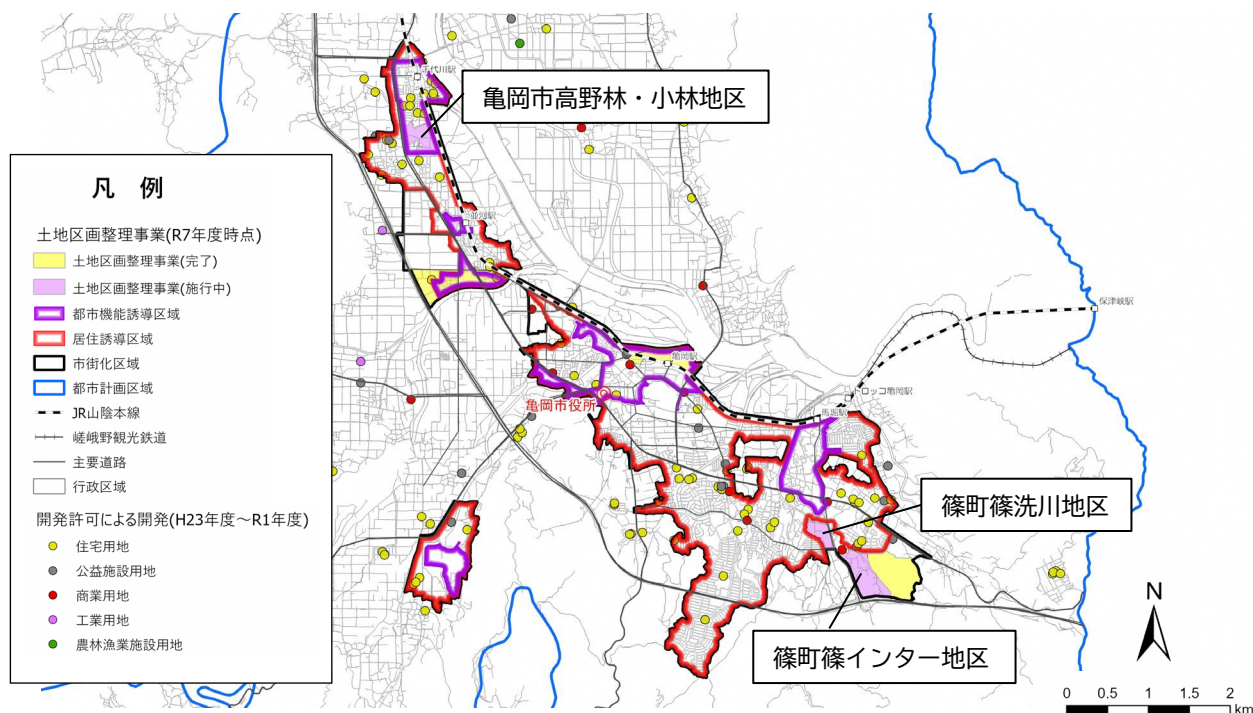 千代川駅
亀岡市高野林・小林地区
並河駅
保津峡駅
亀岡駅
トロッコ亀岡駅
亀岡市役所
馬堀駅
篠町篠洗川地区
篠町篠インター地区
凡 例
土地区画整理事業(R7年度時点)
土地区画整理事業(完了)
土地区画整理事業(施行中)
都市機能誘導区域
居住誘導区域
市街化区域
都市計画区域
JR山陰本線
嵯峨野観光鉄道
主要道路
行政区域
開発許可による開発(H23年度～R1年度)
住宅用地
公益施設用地
商業用地
工業用地
農林漁業施設用地
N
0 0.5 1 1.5 2
km